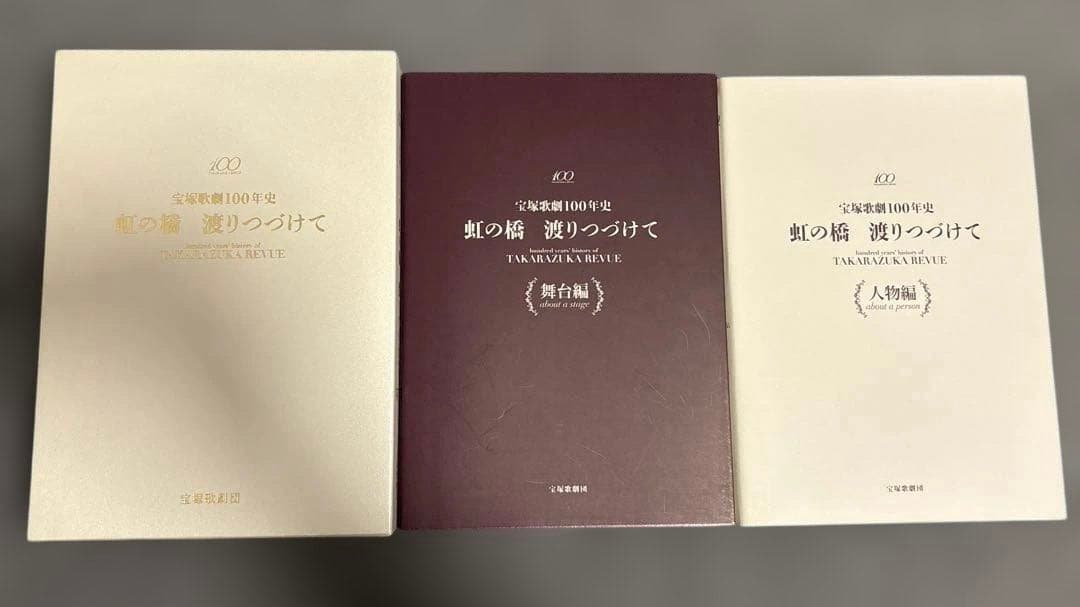 100
宝塚歌劇100年史
虹の橋 渡りつづけて
hundred years' history of
TAKARAZUKA REVUE
宝塚歌劇団
100
宝塚歌劇100年史
虹の橋 渡りつづけて
hundred years' history of
TAKARAZUKA REVUE
舞台編
about a stage
宝塚歌劇団
100
宝塚歌劇100年史
虹の橋 渡りつづけて
hundred years' history of
TAKARAZUKA REVUE
人物編
about a person
宝塚歌劇団